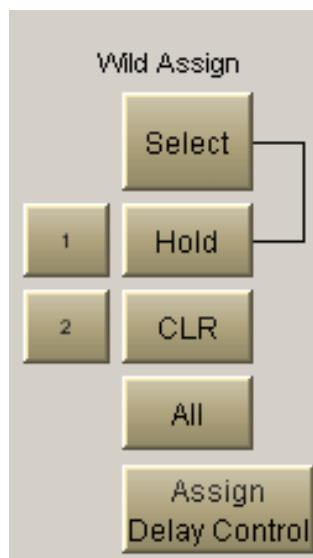 Wild Assign
Select
1
Hold
2
CLR
All
Assign
Delay Control